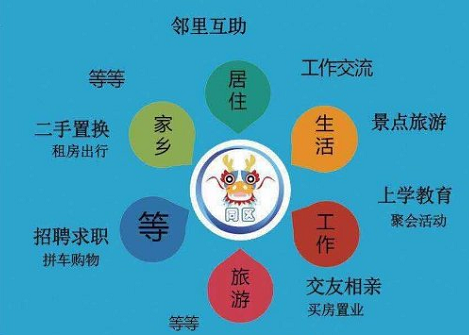 邻里互助
等等
居住
工作交流
二手置换
租房出行
家乡
生活
景点旅游
同区
上学教育
聚会活动
招聘求职
拼车购物
等
工作
旅游
交友相亲
买房置业
等等